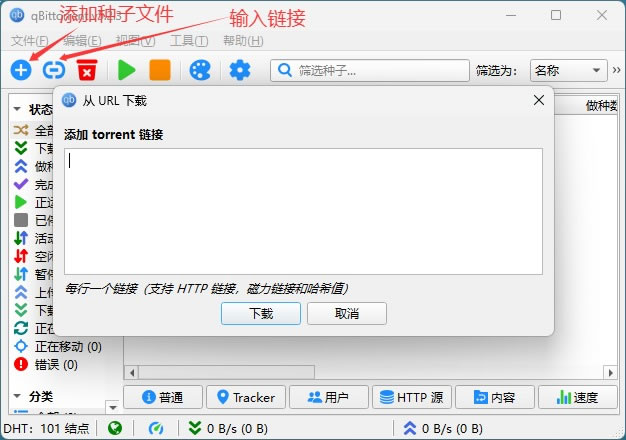 添加种子文件
输入链接
文件(F) 编辑(E) 视图(V) 工具(T) 帮助(H)
筛选种子...
筛选为:
名称
»
状态
做种数
全部
下载
做种
完成
活动
空闲
暂停
上传
下载
正在
正在移动 (0)
错误 (0)
分类
从 URL 下载
添加 torrent 链接
每行一个链接（支持 HTTP 链接，磁力链接和哈希值）
下载
取消
普通
Tracker
用户
HTTP 源
内容
速度
DHT: 101 结点
0 B/s (0 B)
0 B/s (0 B)